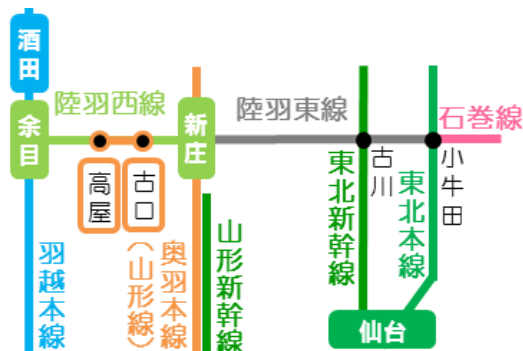 酒田
余目
陸羽西線
新庄
陸羽東線
石巻線
高屋
古口
古川
小牛田
羽越本線
奥羽本線
(山形線)
山形新幹線
東北新幹線
東北本線
仙台